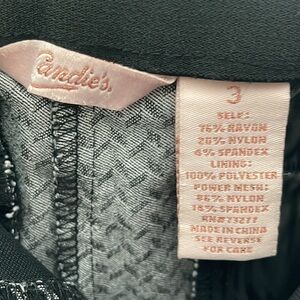 Candie's.
3
SELF:
76% RAYON
20% NYLON
4% SPANDEX
LINING:
100% POLYESTER
POWER MESH:
86% NYLON
14% SPANDEX
RN#73277
MADE IN CHINA
SEE REVERSE
FOR CARE